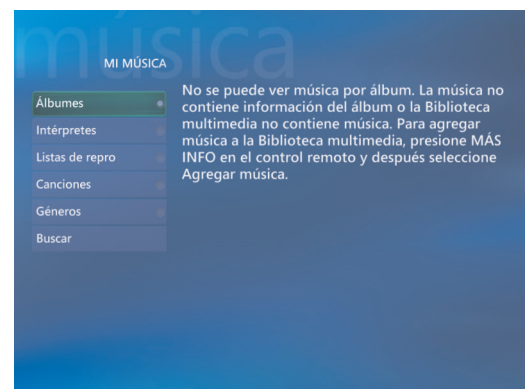 música
MI MÚSICA
Álbumes
Intérpretes
Listas de repro
Canciones
Géneros
Buscar
No se puede ver música por álbum. La música no
contiene información del álbum o la Biblioteca
multimedia no contiene música. Para agregar
música a la Biblioteca multimedia, presione MÁS
INFO en el control remoto y después seleccione
Agregar música.